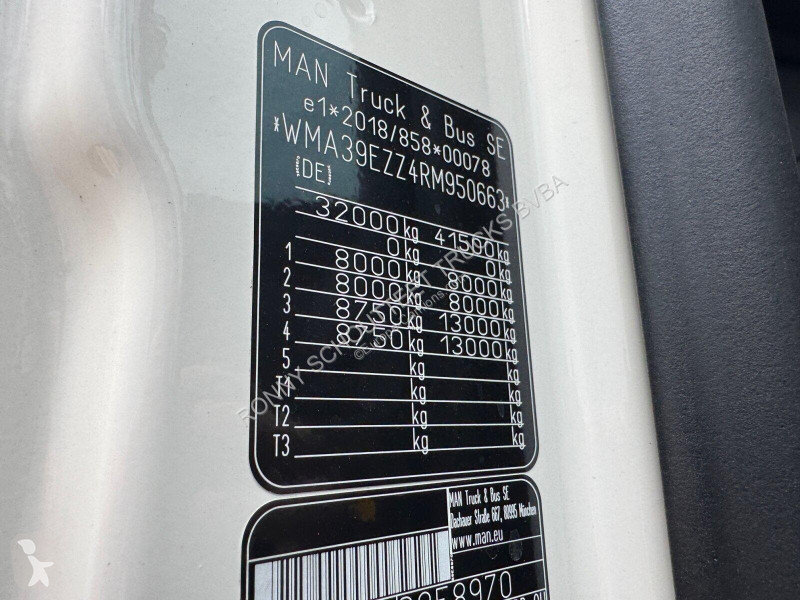 MAN Truck & Bus SE
e1*2018/858*00078
*WMA39EZZ4RM950663*
[DE]
32000 kg 41500 kg
0 kg 0 kg
1 8000 kg 8000 kg
2 8000 kg 8000 kg
3 8750 kg 13000 kg
4 8750 kg 13000 kg
5 kg kg
T1 kg kg
T2 kg kg
T3 kg kg
RONNY SCHOUTEET TRUCKS BVBA
MAN Truck & Bus SE
Dachauer Straße 667, 80995 München
www.man.eu